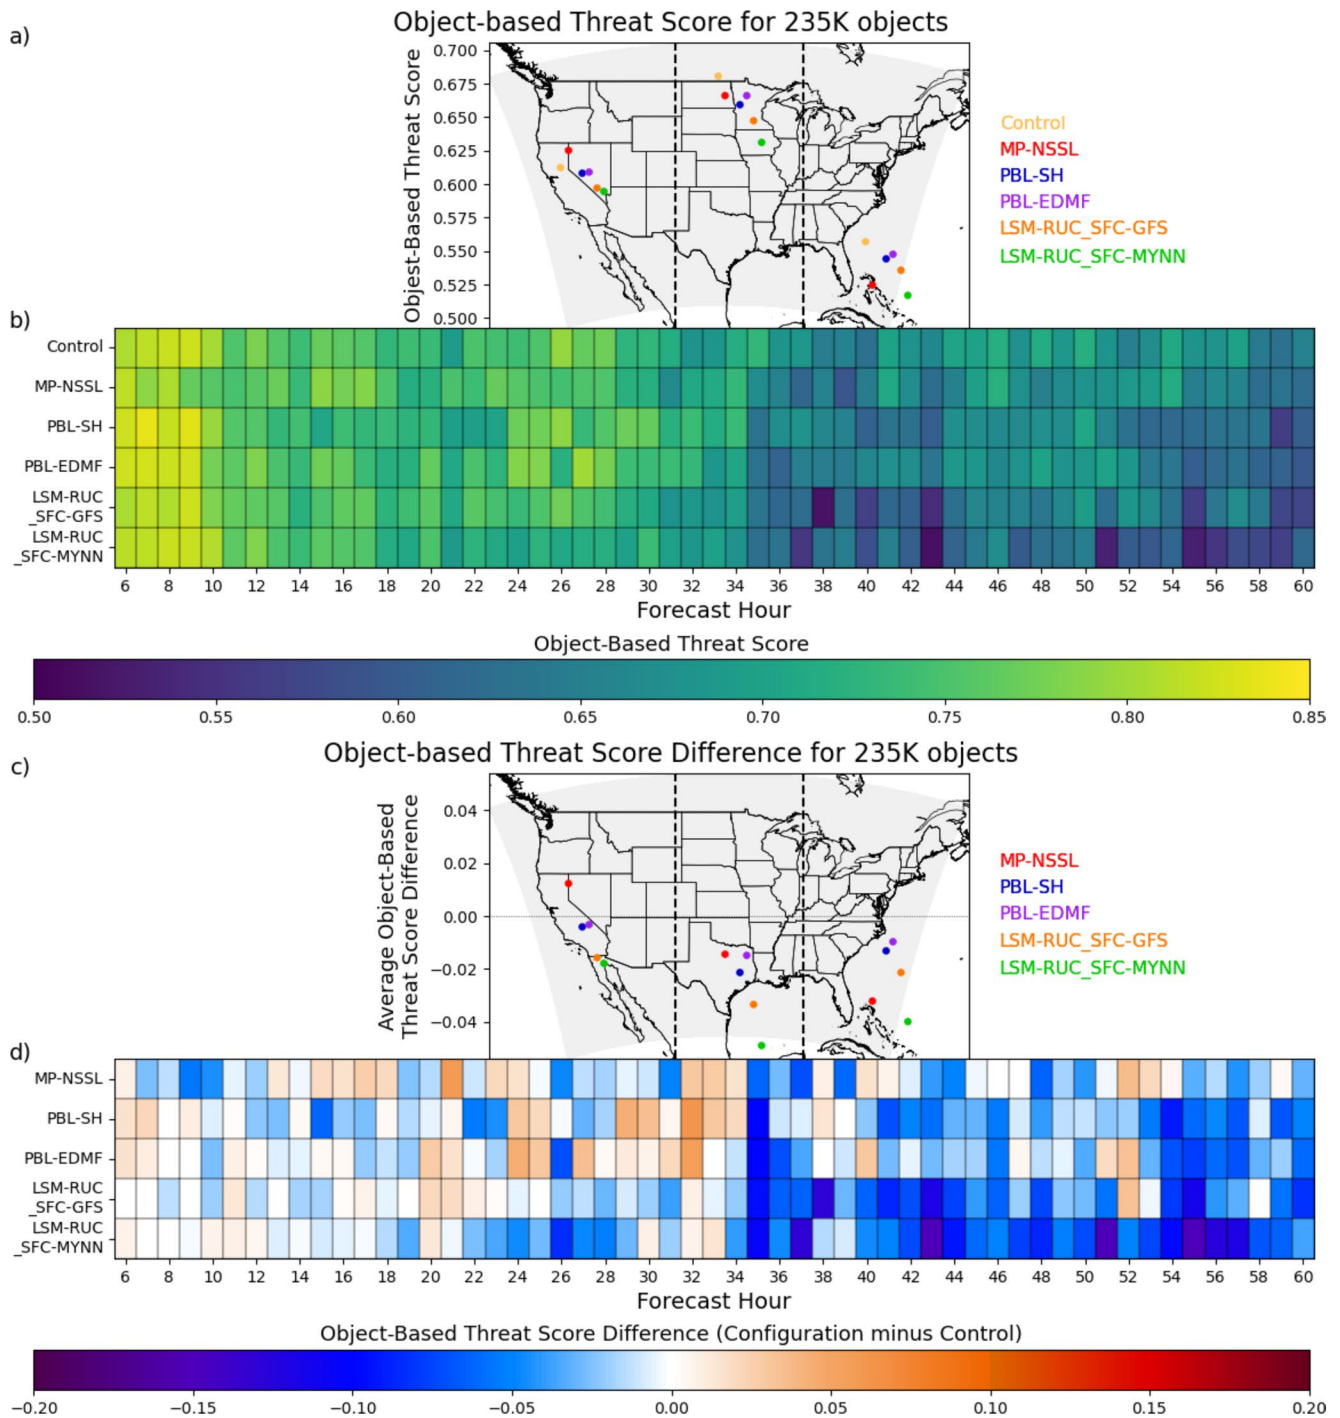 Object-based Threat Score for 235K objects
a)
Objest-Based Threat Score
0.700
0.675
0.650
0.625
0.600
0.575
0.550
0.525
0.500
Control
MP-NSSL
PBL-SH
PBL-EDMF
LSM-RUC_SFC-GFS
LSM-RUC_SFC-MYNN
b)
Control
MP-NSSL
PBL-SH
PBL-EDMF
LSM-RUC
_SFC-GFS
LSM-RUC
_SFC-MYNN
6 8 10 12 14 16 18 20 22 24 26 28 30 32 34 36 38 40 42 44 46 48 50 52 54 56 58 60
Forecast Hour
Object-Based Threat Score
0.50 0.55 0.60 0.65 0.70 0.75 0.80 0.85
Object-based Threat Score Difference for 235K objects
c)
Average Object-Based
Threat Score Difference
0.04
0.02
0.00
−0.02
−0.04
MP-NSSL
PBL-SH
PBL-EDMF
LSM-RUC_SFC-GFS
LSM-RUC_SFC-MYNN
d)
MP-NSSL
PBL-SH
PBL-EDMF
LSM-RUC
_SFC-GFS
LSM-RUC
_SFC-MYNN
6 8 10 12 14 16 18 20 22 24 26 28 30 32 34 36 38 40 42 44 46 48 50 52 54 56 58 60
Forecast Hour
Object-Based Threat Score Difference (Configuration minus Control)
−0.20 −0.15 −0.10 −0.05 0.00 0.05 0.10 0.15 0.20